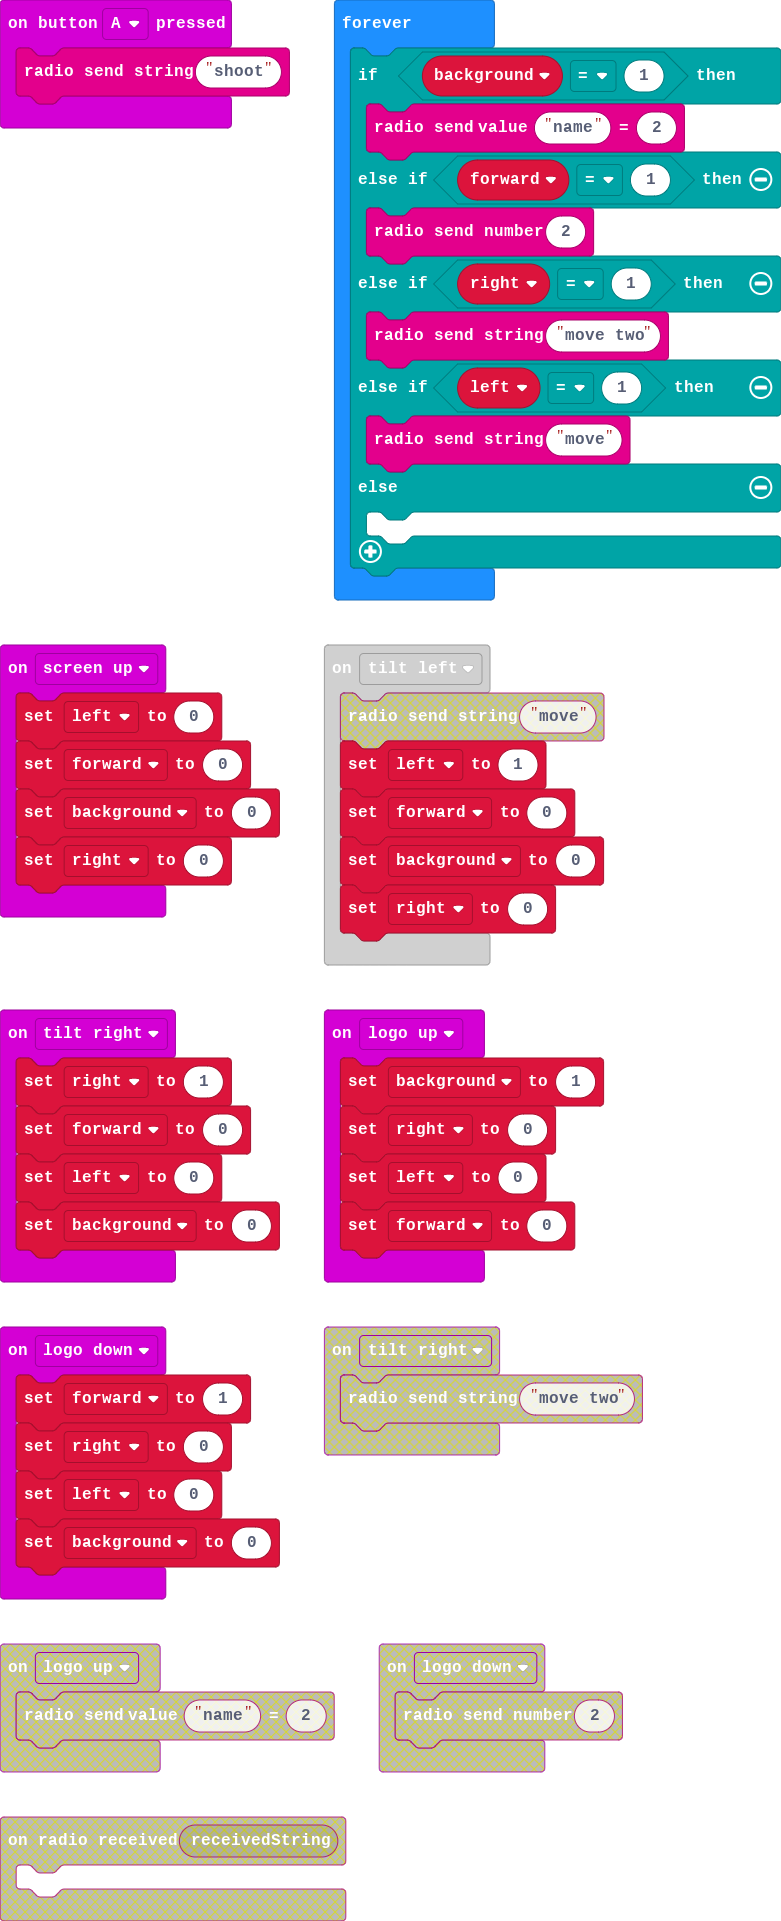 on button A pressed
radio send string "shoot"
forever
if background = 1 then
radio send value "name" = 2
else if forward = 1 then
radio send number 2
else if right = 1 then
radio send string "move two"
else if left = 1 then
radio send string "move"
else
on screen up
set left to 0
set forward to 0
set background to 0
set right to 0
on tilt left
radio send string "move"
set left to 1
set forward to 0
set background to 0
set right to 0
on tilt right
set right to 1
set forward to 0
set left to 0
set background to 0
on logo up
set background to 1
set right to 0
set left to 0
set forward to 0
on logo down
set forward to 1
set right to 0
set left to 0
set background to 0
on tilt right
radio send string "move two"
on logo up
radio send value "name" = 2
on logo down
radio send number 2
on radio received receivedString